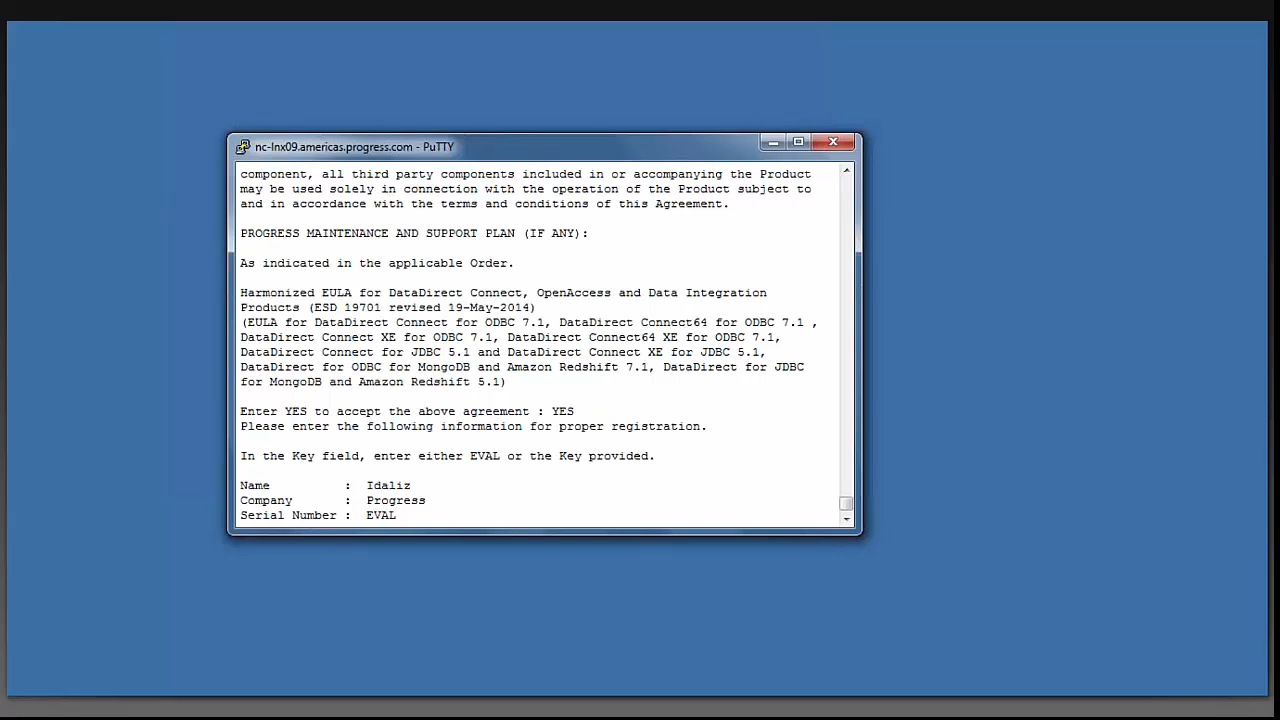 nc-lnx09.americas.progress.com - PuTTY
component, all third party components included in or accompanying the Product
may be used solely in connection with the operation of the Product subject to
and in accordance with the terms and conditions of this Agreement.
PROGRESS MAINTENANCE AND SUPPORT PLAN (IF ANY):
As indicated in the applicable Order.
Harmonized EULA for DataDirect Connect, OpenAccess and Data Integration
Products (ESD 19701 revised 19-May-2014)
(EULA for DataDirect Connect for ODBC 7.1, DataDirect Connect64 for ODBC 7.1 ,
DataDirect Connect XE for ODBC 7.1, DataDirect Connect64 XE for ODBC 7.1,
DataDirect Connect for JDBC 5.1 and DataDirect Connect XE for JDBC 5.1,
DataDirect for ODBC for MongoDB and Amazon Redshift 7.1, DataDirect for JDBC
for MongoDB and Amazon Redshift 5.1)
Enter YES to accept the above agreement : YES
Please enter the following information for proper registration.
In the Key field, enter either EVAL or the Key provided.
Name : Idaliz
Company : Progress
Serial Number : EVAL